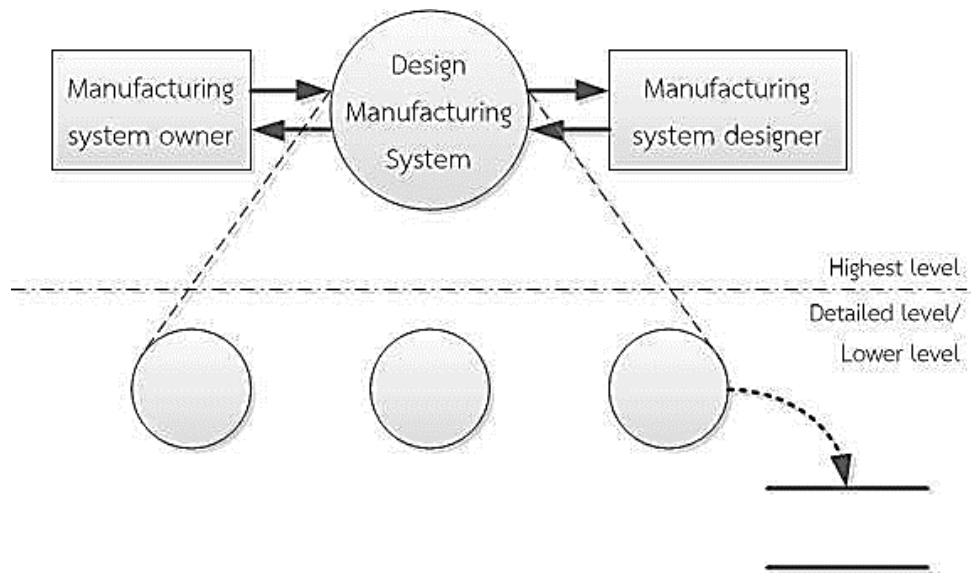 Manufacturing
system owner
Design
Manufacturing
System
Manufacturing
system designer
Highest level
Detailed level/
Lower level